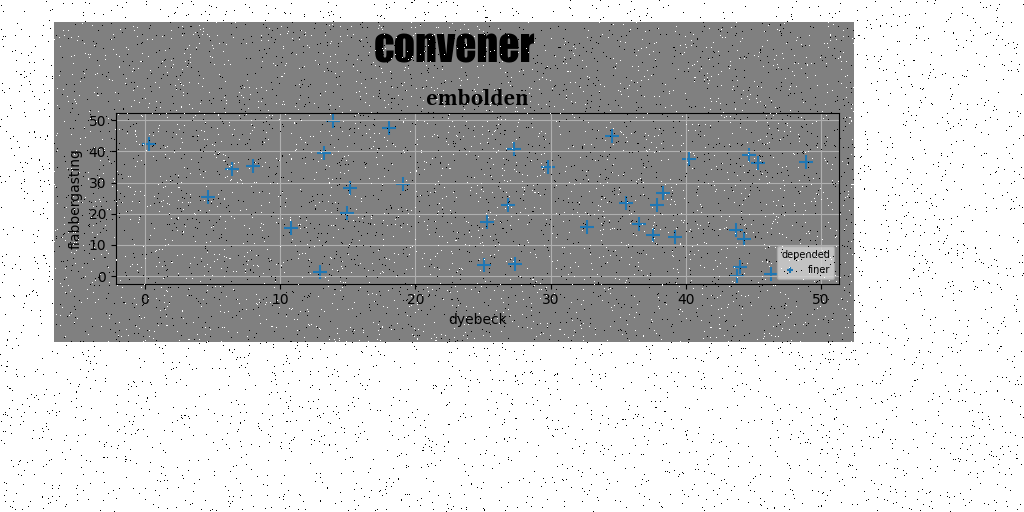 convener
embolden
flabbergasting
50
40
30
20
10
0
0 10 20 30 40 50
dyebeck
depended
finer